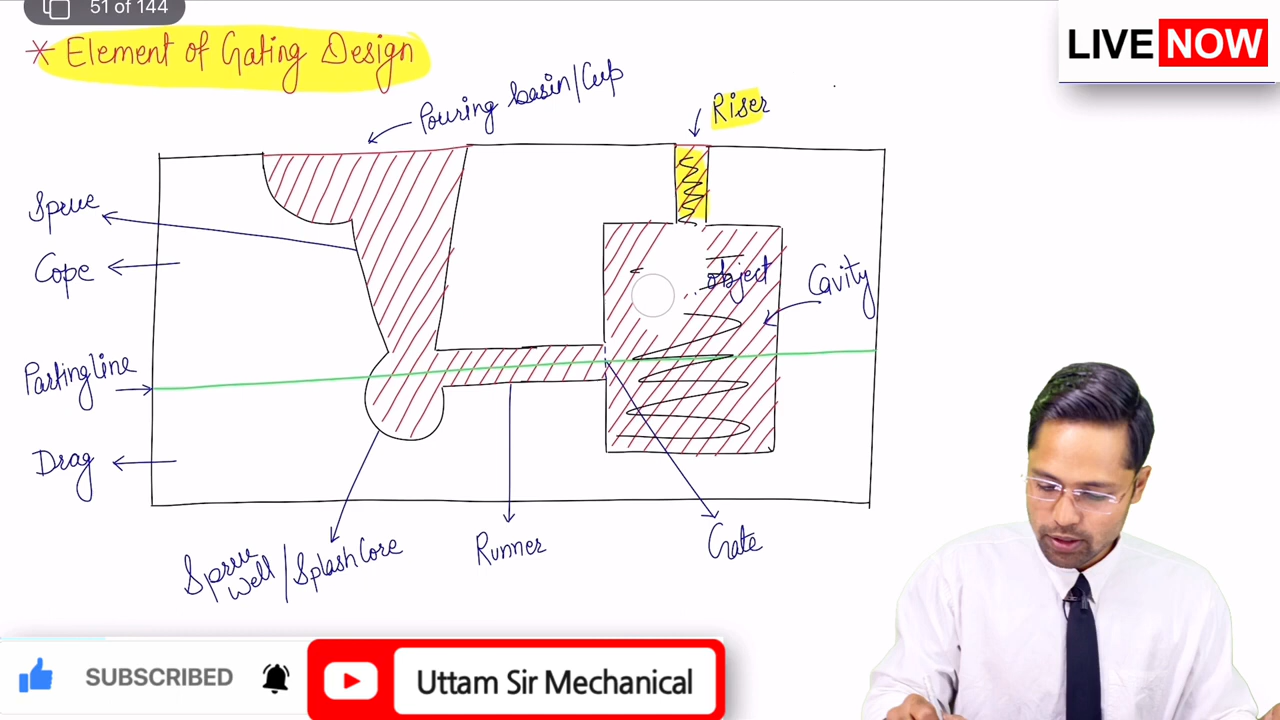 51 of 144
LIVE NOW
* Element of Gating Design
Pouring basin/Cup
Riser
Sprue
Cope
object
Cavity
Parting line
Drag
Sprue
Well / Splash Core
Runner
Gate
SUBSCRIBED
Uttam Sir Mechanical